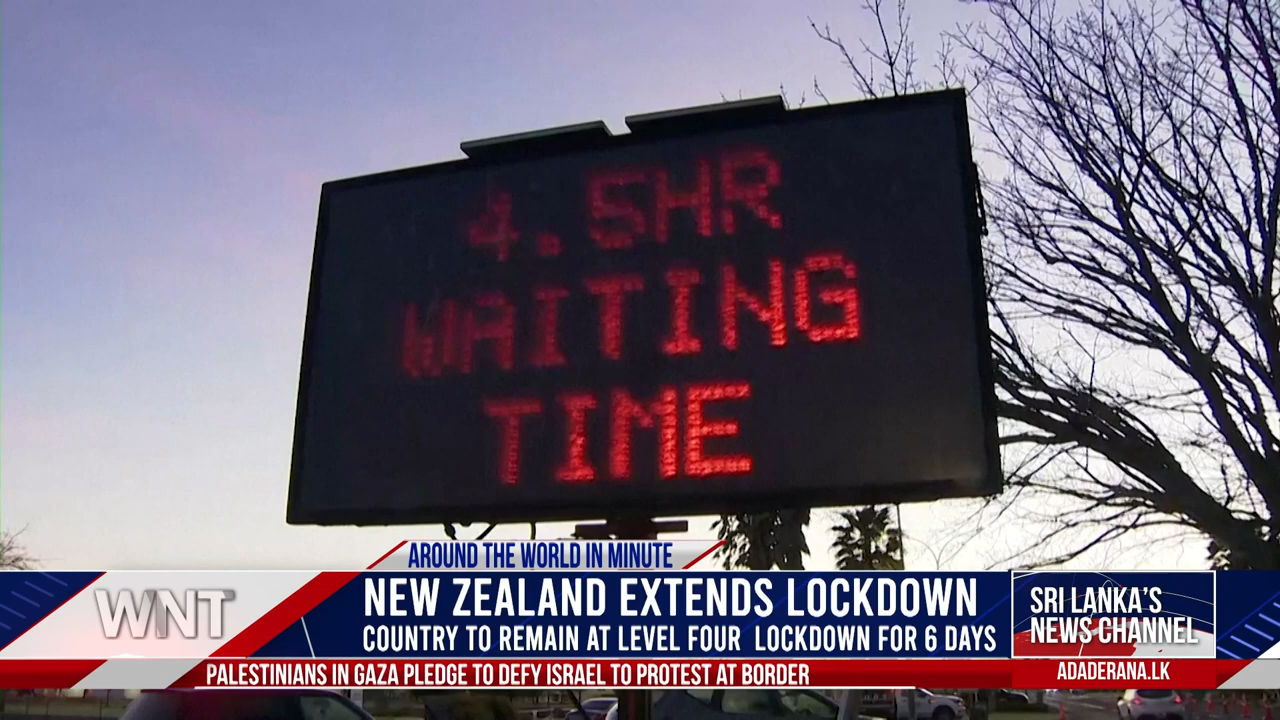 4.5HR
WAITING
TIME
AROUND THE WORLD IN MINUTE
WNT
NEW ZEALAND EXTENDS LOCKDOWN
COUNTRY TO REMAIN AT LEVEL FOUR LOCKDOWN FOR 6 DAYS
SRI LANKA'S
NEWS CHANNEL
PALESTINIANS IN GAZA PLEDGE TO DEFY ISRAEL TO PROTEST AT BORDER
ADADERANA.LK